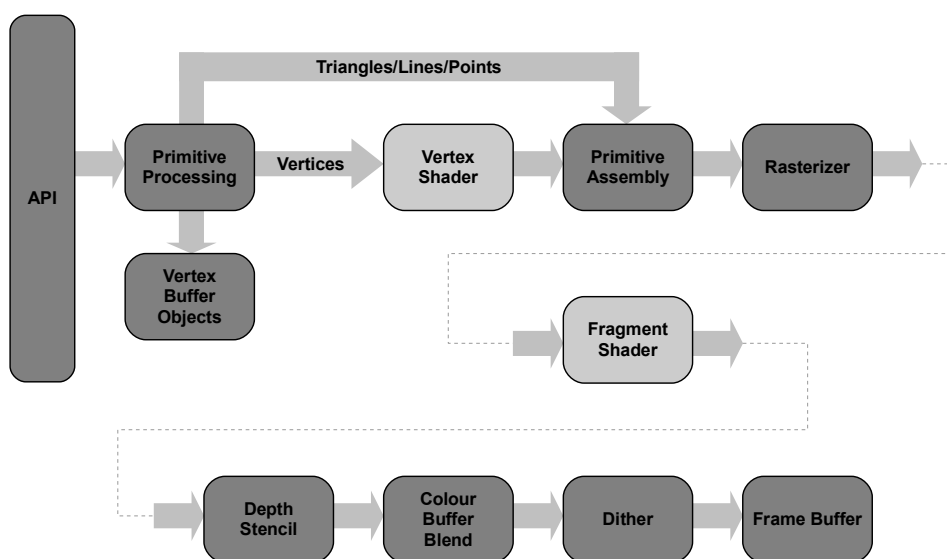 Triangles/Lines/Points
API
Primitive
Processing
Vertices
Vertex
Shader
Primitive
Assembly
Rasterizer
Vertex
Buffer
Objects
Fragment
Shader
Depth
Stencil
Colour
Buffer
Blend
Dither
Frame Buffer